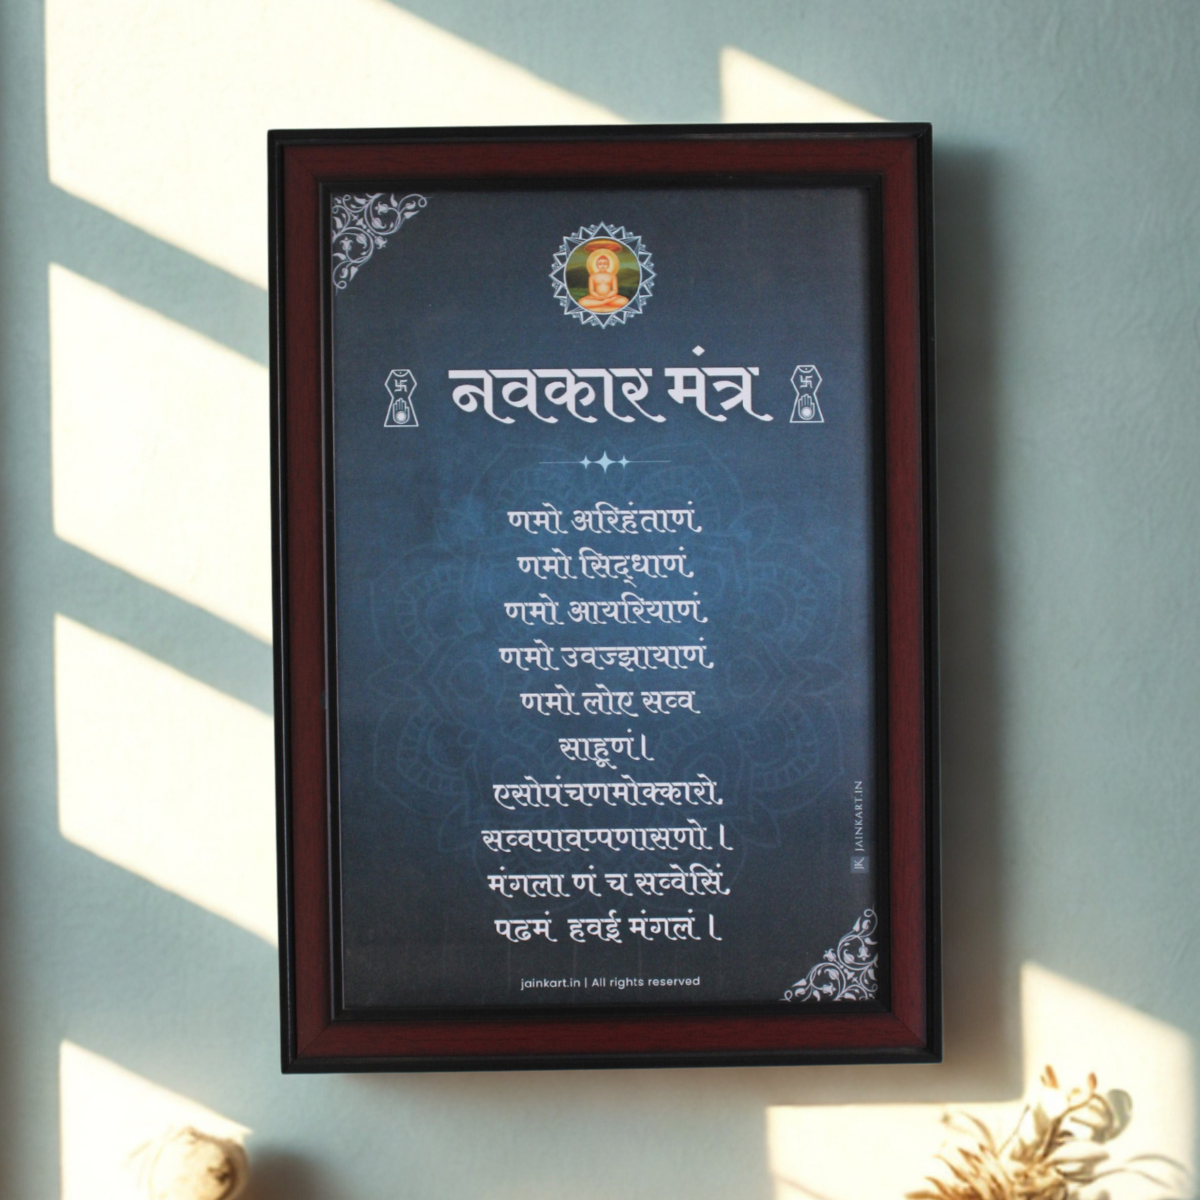 नवकार मंत्र
णमो अरिहंताणं,
णमो सिद्धाणं,
णमो आयरियाणं,
णमो उवज्झायाणं,
णमो लोए सव्व
साहूणं।
एसोपंचणमोक्कारो,
सव्वपावप्पणासणो ।
मंगला णं च सव्वेसिं,
पढमं हवई मंगलं ।
JK JAINKART.IN
jainkart.in | All rights reserved